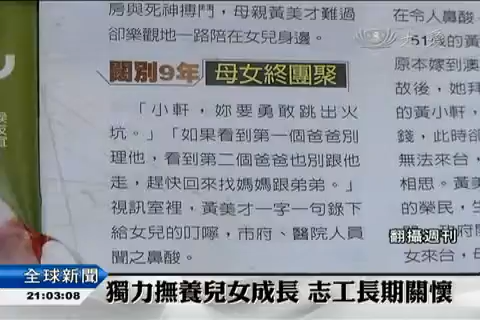 房與死神搏鬥，母親黃美才難過
卻樂觀地一路陪在女兒身邊。
闊別9年 母女終團聚
「小軒，妳要勇敢跳出火
坑。」「如果看到第一個爸爸別
理他，看到第二個爸爸也別跟他
走，趕快回來找媽媽跟弟弟。」
視訊室裡，黃美才一字一句錄下
給女兒的叮嚀，市府、醫院人員
聞之鼻酸。
在令人鼻酸
51歲的黃
原本嫁到澳
故後，她拜
的黃小軒，
錢，此時卻
無法來台，
相思。黃美
的榮民，生
女來台，母
大愛
翻攝週刊
全球新聞
21:03:08
獨力撫養兒女成長 志工長期關懷